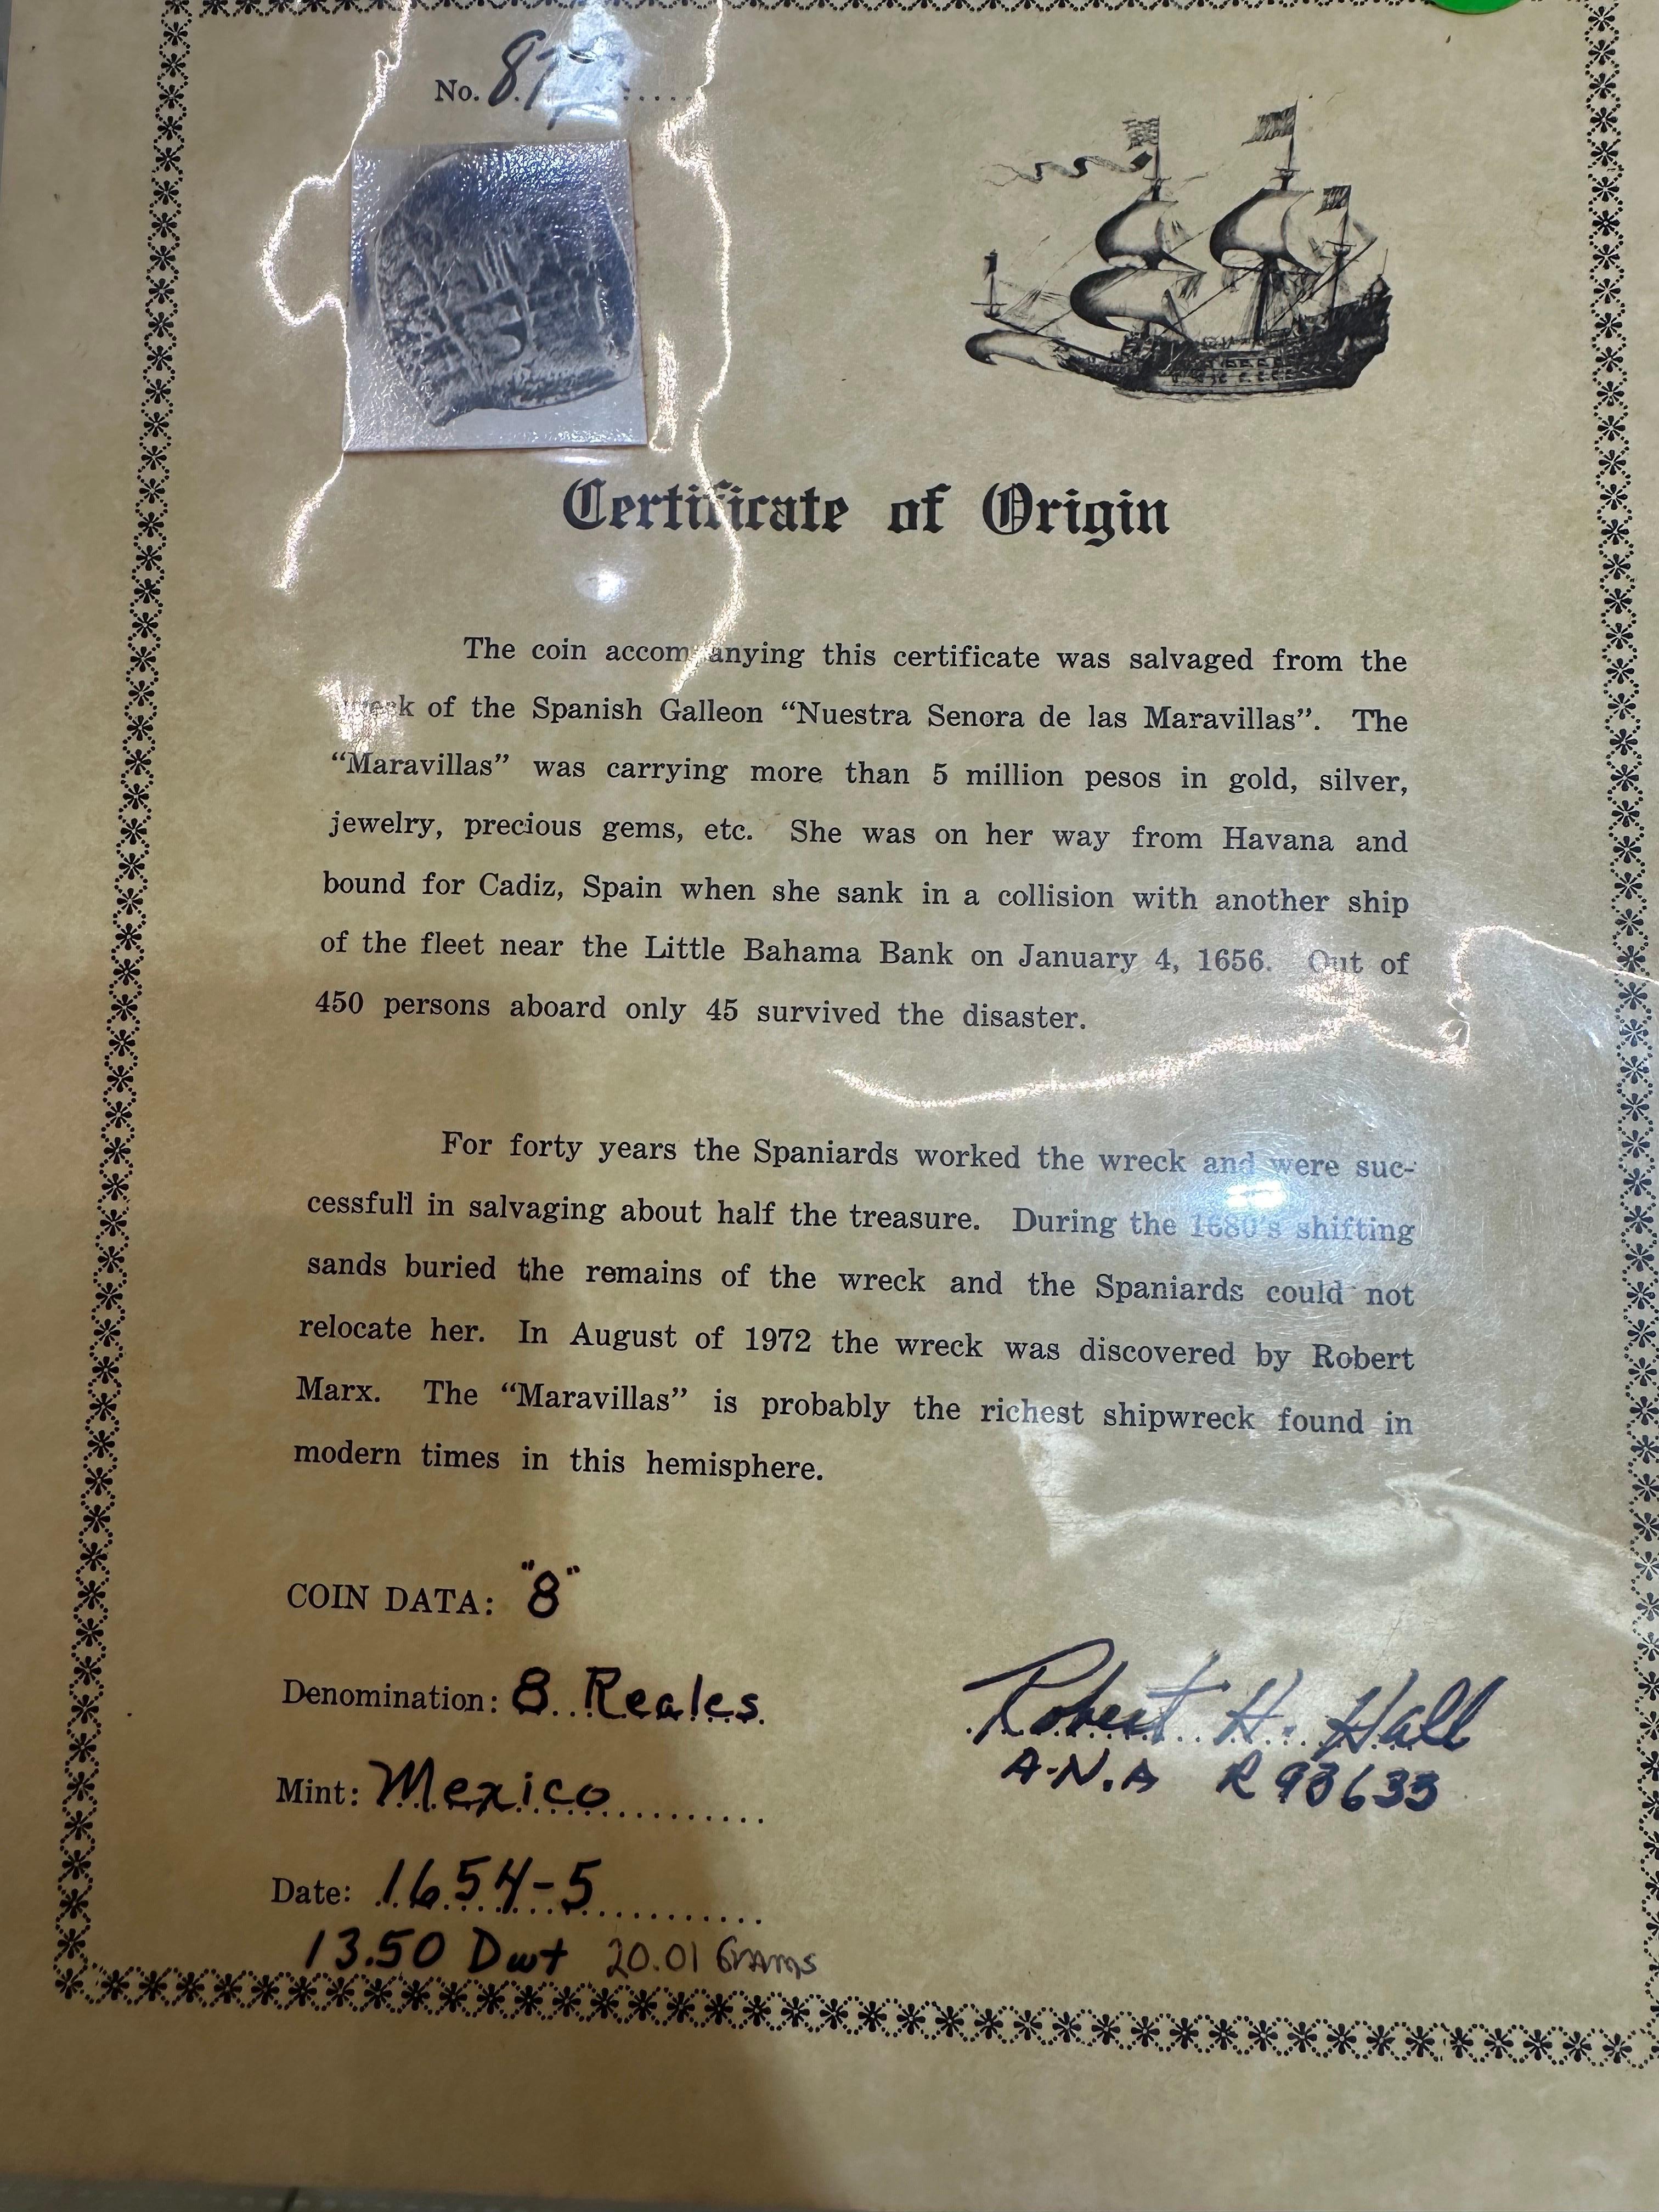 No. 87
Certificate of Origin
The coin accompanying this certificate was salvaged from the
of the Spanish Galleon “Nuestra Senora de las Maravillas”. The
“Maravillas” was carrying more than 5 million pesos in gold, silver,
jewelry, precious gems, etc. She was on her way from Havana and
bound for Cadiz, Spain when she sank in a collision with another ship
of the fleet near the Little Bahama Bank on January 4, 1656. Out of
450 persons aboard only 45 survived the disaster.
For forty years the Spaniards worked the wreck and were suc-
cessfull in salvaging about half the treasure. During the 1680's shifting
sands buried the remains of the wreck and the Spaniards could not
relocate her. In August of 1972 the wreck was discovered by Robert
Marx. The “Maravillas” is probably the richest shipwreck found in
modern times in this hemisphere.
COIN DATA: "8"
Denomination: 8 Reales
Robert H. Hall
A.N.A R 93633
Mint: Mexico
Date: 1654-5
13.50 Dwt 20.01 Grams